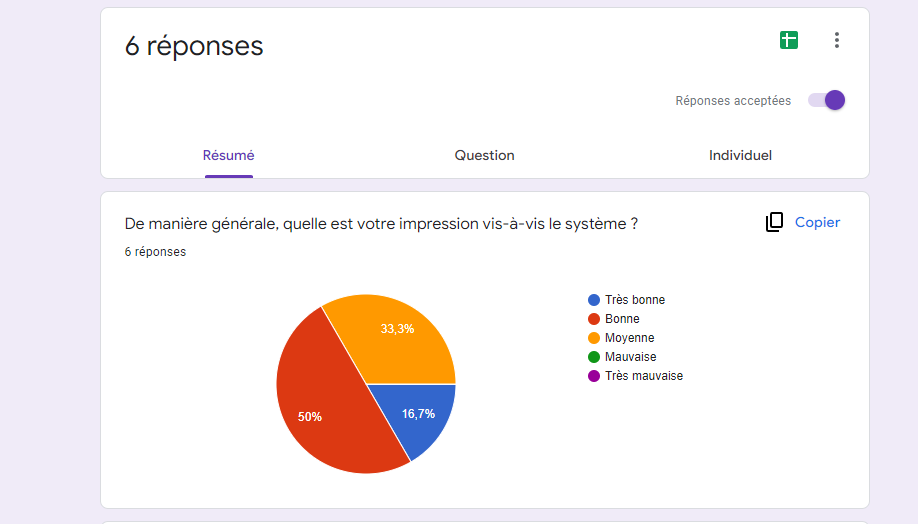 6 réponses
Réponses acceptées
Résumé
Question
Individuel
De manière générale, quelle est votre impression vis-à-vis le système ?
Copier
6 réponses
33,3%
50%
16,7%
Très bonne
Bonne
Moyenne
Mauvaise
Très mauvaise